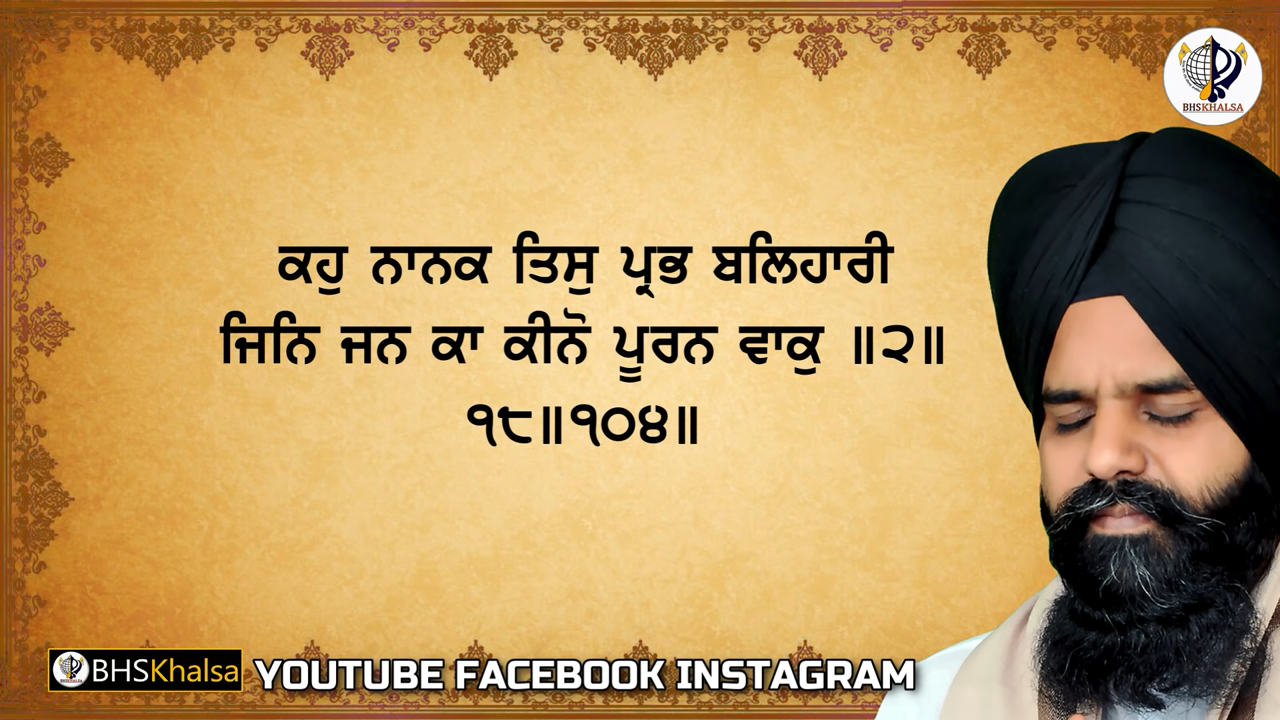 BHSKHALSA
ਕਹੁ ਨਾਨਕ ਤਿਸੁ ਪ੍ਰਭ ਬਲਿਹਾਰੀ
ਜਿਨਿ ਜਨ ਕਾ ਕੀਨੋ ਪੂਰਨ ਵਾਕੁ ॥੨॥
੧੮॥੧੦੪॥
BHSKhalsa YOUTUBE FACEBOOK INSTAGRAM